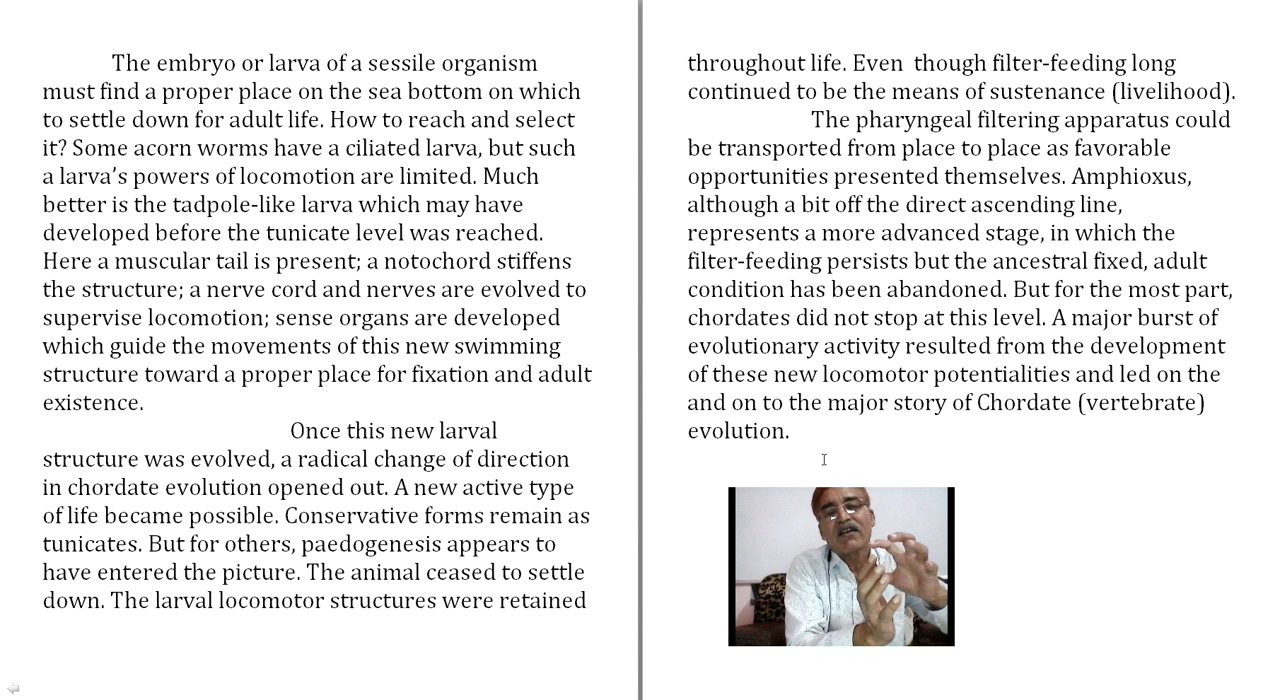 The embryo or larva of a sessile organism
must find a proper place on the sea bottom on which
to settle down for adult life. How to reach and select
it? Some acorn worms have a ciliated larva, but such
a larva’s powers of locomotion are limited. Much
better is the tadpole-like larva which may have
developed before the tunicate level was reached.
Here a muscular tail is present; a notochord stiffens
the structure; a nerve cord and nerves are evolved to
supervise locomotion; sense organs are developed
which guide the movements of this new swimming
structure toward a proper place for fixation and adult
existence.
Once this new larval
structure was evolved, a radical change of direction
in chordate evolution opened out. A new active type
of life became possible. Conservative forms remain as
tunicates. But for others, paedogenesis appears to
have entered the picture. The animal ceased to settle
down. The larval locomotor structures were retained
throughout life. Even  though filter-feeding long
continued to be the means of sustenance (livelihood).
The pharyngeal filtering apparatus could
be transported from place to place as favorable
opportunities presented themselves. Amphioxus,
although a bit off the direct ascending line,
represents a more advanced stage, in which the
filter-feeding persists but the ancestral fixed, adult
condition has been abandoned. But for the most part,
chordates did not stop at this level. A major burst of
evolutionary activity resulted from the development
of these new locomotor potentialities and led on the
and on to the major story of Chordate (vertebrate)
evolution.